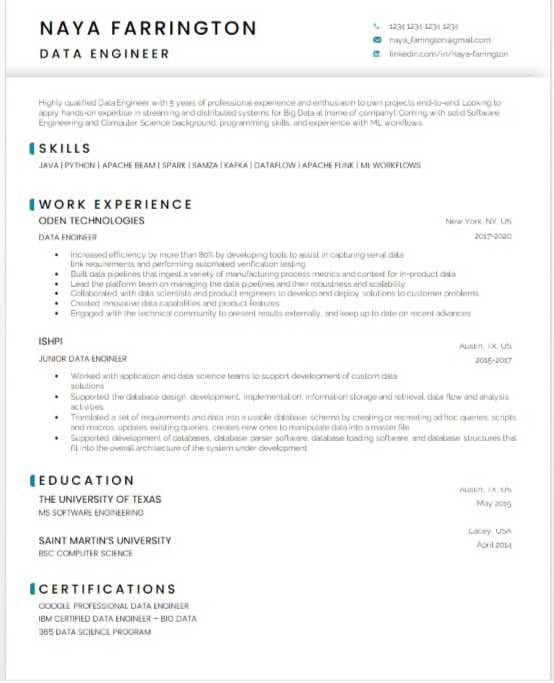 NAYA FARRINGTON
1234 1234 1234 1234
DATA ENGINEER
naya_farrington@gmail.com
linkedin.com/in/naya-farrington
Highly qualified Data Engineer with 5 years of professional experience and enthusiasm to own projects end-to-end. Looking to
apply hands-on expertise in streaming and distributed systems for Big Data at [name of company]. Coming with solid Software
Engineering and Computer Science background, programming skills, and experience with ML workflows.
SKILLS
JAVA | PYTHON | APACHE BEAM | SPARK | SAMZA | KAFKA | DATAFLOW | APACHE FLINK | ML WORKFLOWS
WORK EXPERIENCE
ODEN TECHNOLOGIES
New York, NY, US
DATA ENGINEER
2017-2020
• Increased efficiency by more than 80% by developing tools to assist in capturing serial data
link requirements and performing automated verification testing
• Built data pipelines that ingest a variety of manufacturing process metrics and context for in-product data
• Lead the platform team on managing the data pipelines and their robustness and scalability
• Collaborated with data scientists and product engineers to develop and deploy solutions to customer problems
• Created innovative data capabilities and product features
• Engaged with the technical community to present results externally, and keep up to date on recent advances
ISHPI
Austin, TX, US
JUNIOR DATA ENGINEER
2015-2017
• Worked with application and data science teams to support development of custom data
solutions
• Supported the database design, development, implementation, information storage and retrieval, data flow and analysis
activities
• Translated a set of requirements and data into a usable database schema by creating or recreating ad hoc queries, scripts
and macros, updates existing queries, creates new ones to manipulate data into a master file
• Supported development of databases, database parser software, database loading software, and database structures that
fit into the overall architecture of the system under development
EDUCATION
Austin, TX, US
THE UNIVERSITY OF TEXAS
May 2015
MS SOFTWARE ENGINEERING
Lacey, USA
SAINT MARTIN'S UNIVERSITY
April 2014
BSC COMPUTER SCIENCE
CERTIFICATIONS
GOOGLE PROFESSIONAL DATA ENGINEER
IBM CERTIFIED DATA ENGINEER – BIG DATA
365 DATA SCIENCE PROGRAM